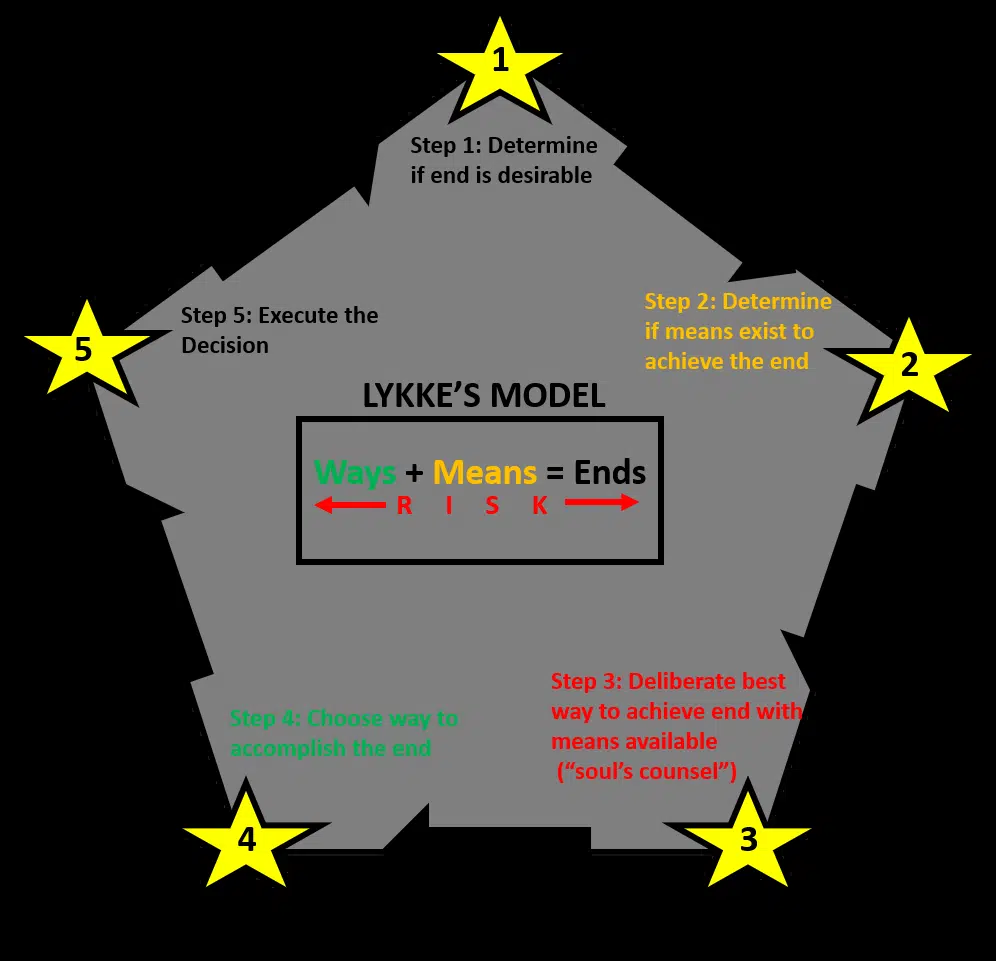 1
Step 1: Determine
if end is desirable
Step 2: Determine
if means exist to
achieve the end
2
Step 5: Execute the
Decision
5
LYKKE’S MODEL
Ways + Means = Ends
R I S K
Step 3: Deliberate best
way to achieve end with
means available
(“soul’s counsel”)
3
Step 4: Choose way to
accomplish the end
4